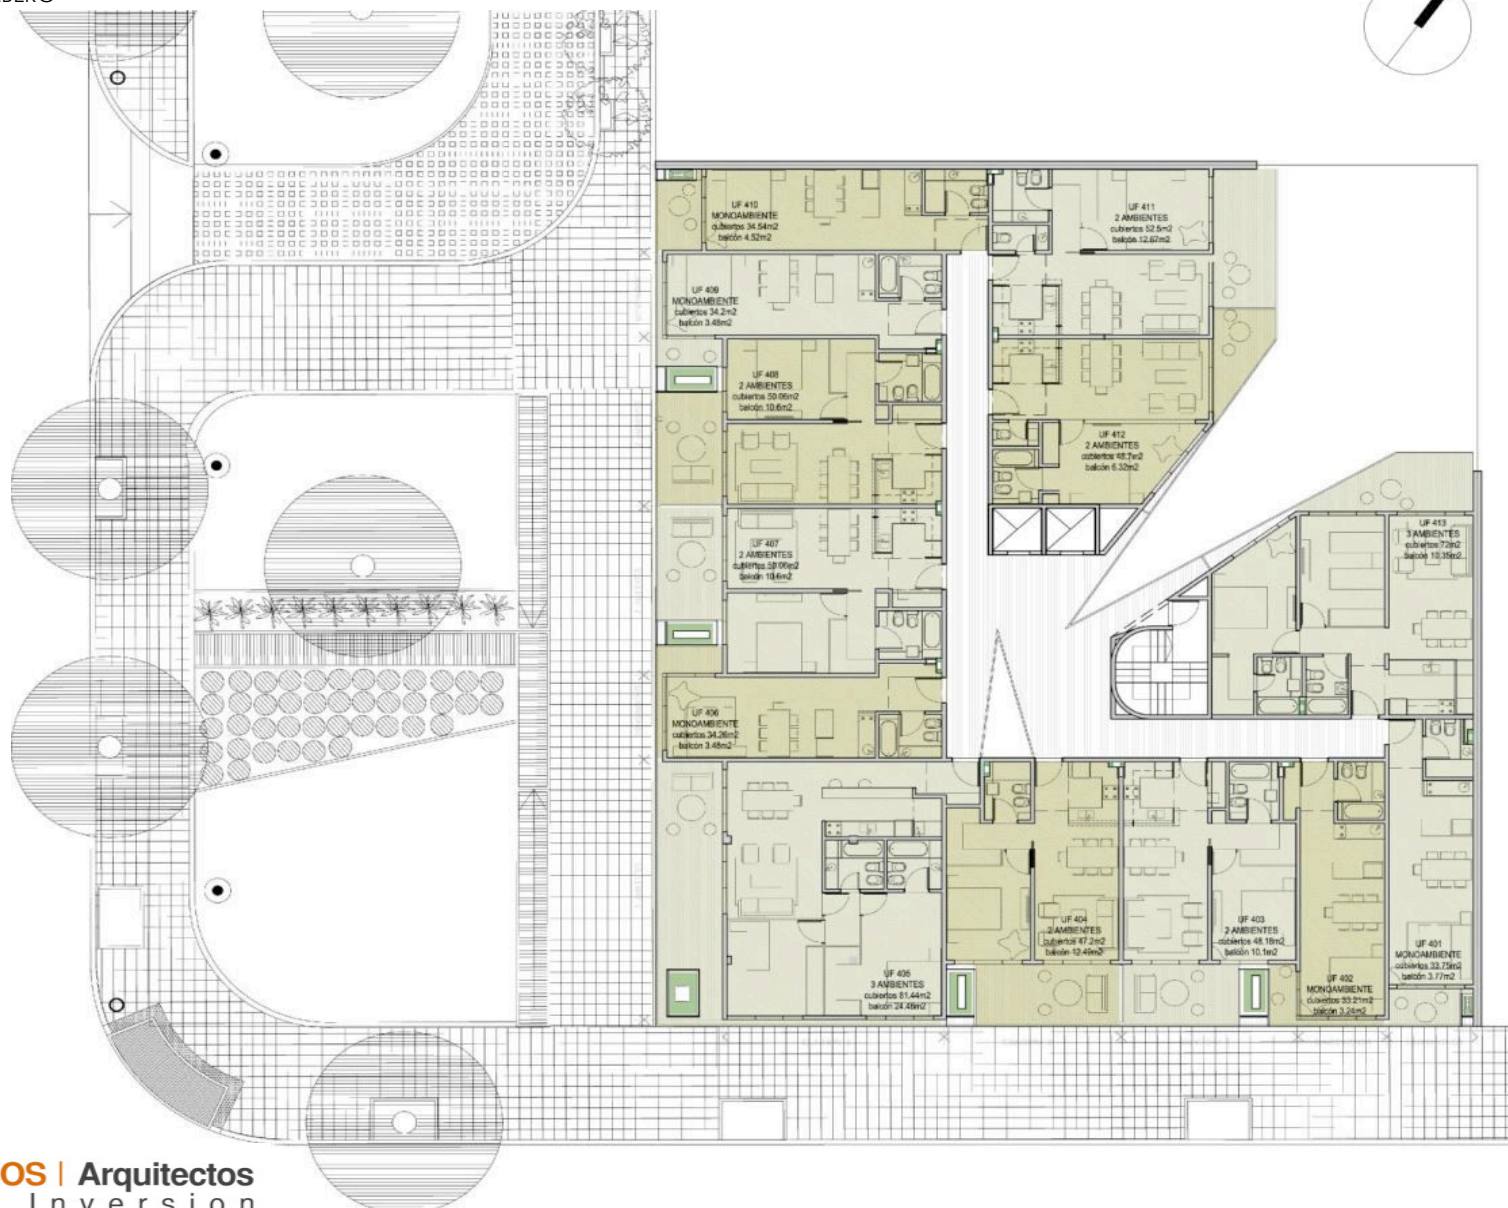 UF 410
MONOAMBIENTE
cubiertos 34.54m2
balcón 4.52m2
UF 411
2 AMBIENTES
cubiertos 52.5m2
balcón 12.67m2
UF 409
MONOAMBIENTE
cubiertos 34.2m2
balcón 3.48m2
UF 408
2 AMBIENTES
cubiertos 50.06m2
balcón 10.6m2
UF 412
2 AMBIENTES
cubiertos 48.7m2
balcón 6.32m2
UF 413
3 AMBIENTES
cubiertos 72m2
balcón 10.35m2
UF 407
2 AMBIENTES
cubiertos 50.06m2
balcón 10.6m2
UF 406
MONOAMBIENTE
cubiertos 34.26m2
balcón 3.48m2
UF 405
3 AMBIENTES
cubiertos 81.44m2
balcón 24.48m2
UF 404
2 AMBIENTES
cubiertos 47.2m2
balcón 12.49m2
UF 403
2 AMBIENTES
cubiertos 48.18m2
balcón 10.1m2
UF 402
MONOAMBIENTE
cubiertos 33.21m2
balcón 3.24m2
UF 401
MONOAMBIENTE
cubiertos 33.75m2
balcón 3.77m2
OS | Arquitectos
Inversion